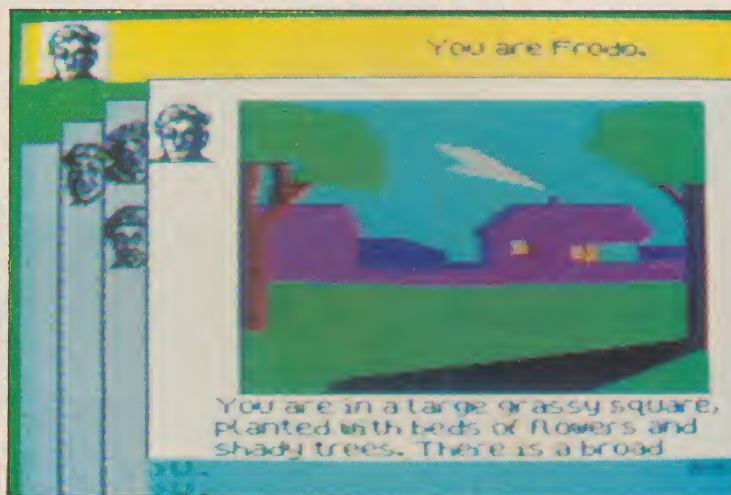 You are Frodo.
You are in a large grassy square,
planted with beds of flowers and
shady trees. There is a broad